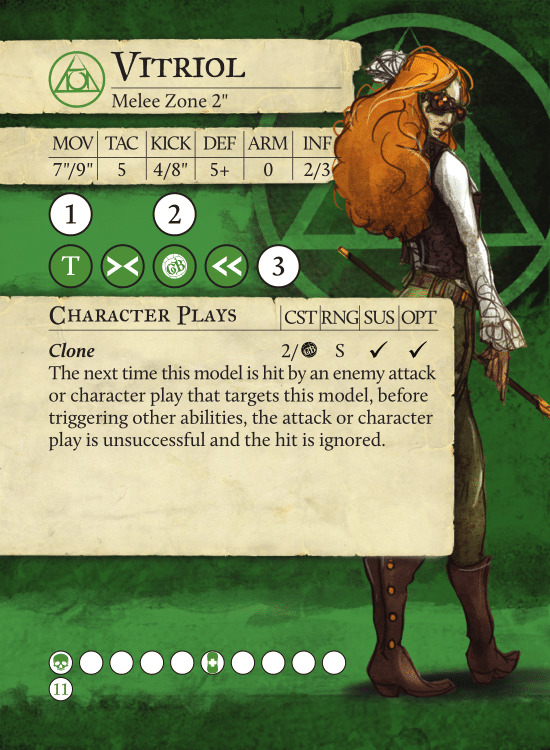 Vitriol
Melee Zone 2"
MOV TAC KICK DEF ARM INF
7"/9" 5 4/8" 5+ 0 2/3
1 2
T GB 3
Character Plays CST RNG SUS OPT
Clone 2/GB S ✓ ✓
The next time this model is hit by an enemy attack
or character play that targets this model, before
triggering other abilities, the attack or character
play is unsuccessful and the hit is ignored.
11